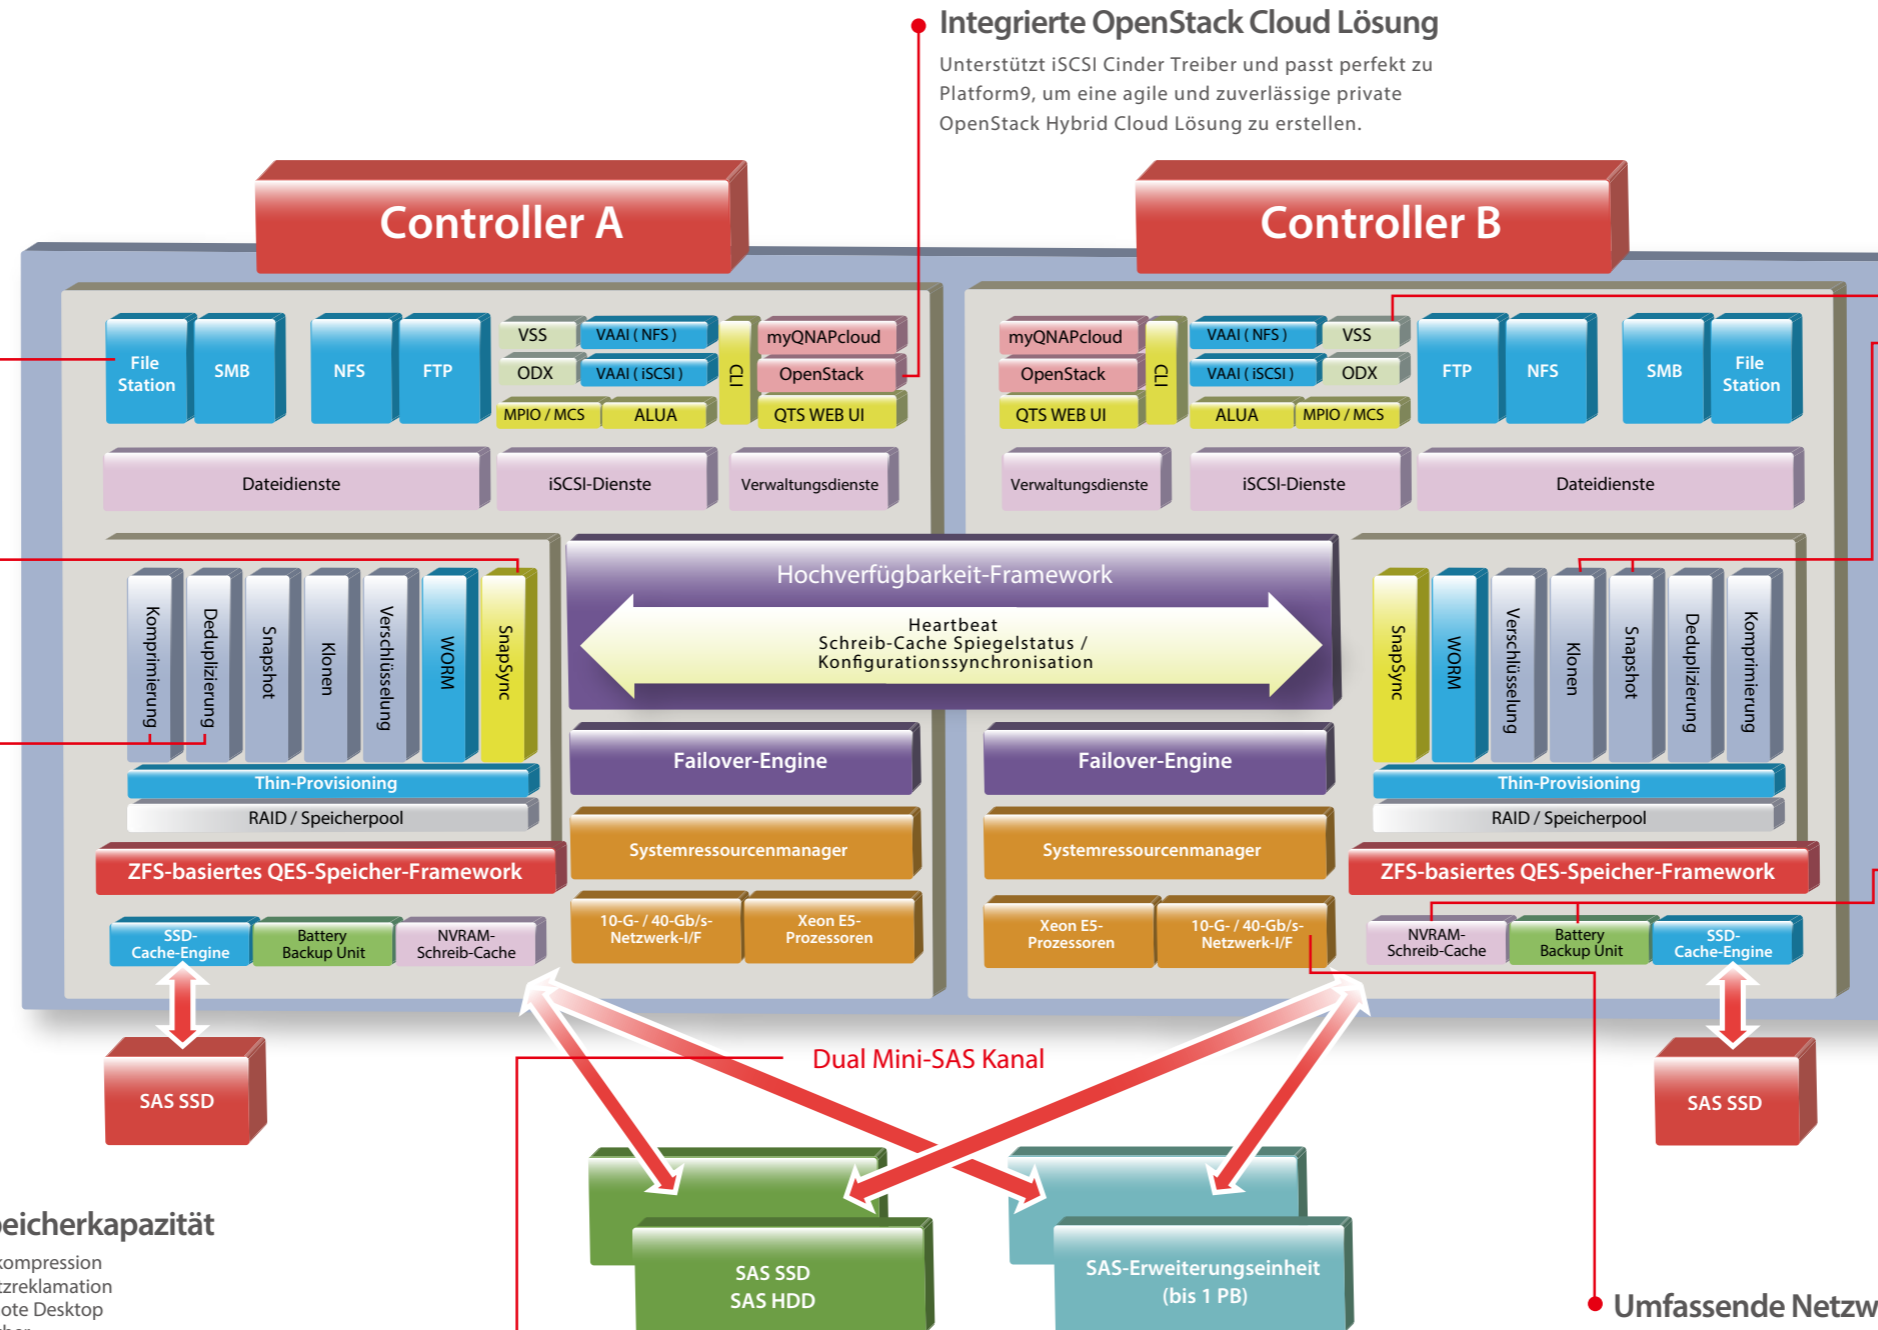 Integrierte OpenStack Cloud Lösung
Unterstützt iSCSI Cinder Treiber und passt perfekt zu
Platform9, um eine agile und zuverlässige private
OpenStack Hybrid Cloud Lösung zu erstellen.
Controller A
File
Station
SMB
NFS
FTP
VSS
VAAI ( NFS )
ODX
VAAI ( iSCSI )
MPIO / MCS
ALUA
CLI
myQNAPcloud
OpenStack
QTS WEB UI
Dateidienste
iSCSI-Dienste
Verwaltungsdienste
Controller B
myQNAPcloud
OpenStack
QTS WEB UI
CLI
VAAI ( NFS )
VSS
VAAI ( iSCSI )
ODX
ALUA
MPIO / MCS
FTP
NFS
SMB
File
Station
Verwaltungsdienste
iSCSI-Dienste
Dateidienste
Hochverfügbarkeit-Framework
Heartbeat
Schreib-Cache Spiegelstatus /
Konfigurationssynchronisation
Komprimierung
Deduplizierung
Snapshot
Klonen
Verschlüsselung
WORM
SnapSync
Thin-Provisioning
RAID / Speicherpool
ZFS-basiertes QES-Speicher-Framework
SSD-
Cache-Engine
Battery
Backup Unit
NVRAM-
Schreib-Cache
Failover-Engine
Systemressourcenmanager
10-G- / 40-Gb/s-
Netzwerk-I/F
Xeon E5-
Prozessoren
Failover-Engine
Systemressourcenmanager
Xeon E5-
Prozessoren
10-G- / 40-Gb/s-
Netzwerk-I/F
SnapSync
WORM
Verschlüsselung
Klonen
Snapshot
Deduplizierung
Komprimierung
Thin-Provisioning
RAID / Speicherpool
ZFS-basiertes QES-Speicher-Framework
NVRAM-
Schreib-Cache
Battery
Backup Unit
SSD-
Cache-Engine
SAS SSD
Dual Mini-SAS Kanal
SAS SSD
SAS SSD
SAS HDD
SAS-Erweiterungseinheit
(bis 1 PB)
eicherkapazität
kompression
tzreklamation
ote Desktop
Umfassende Netzw